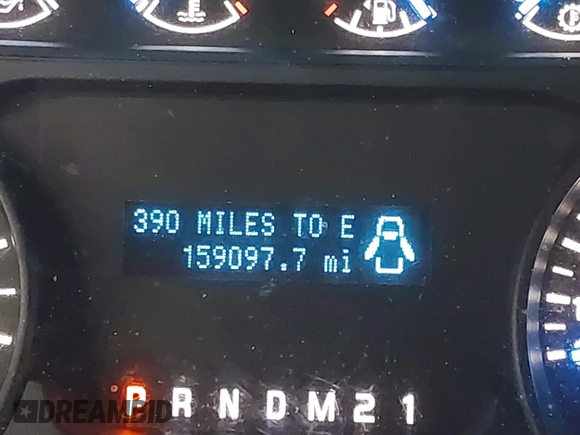 390 MILES TO E
159097.7 mi
P R N D M 2 1
DREAMBID